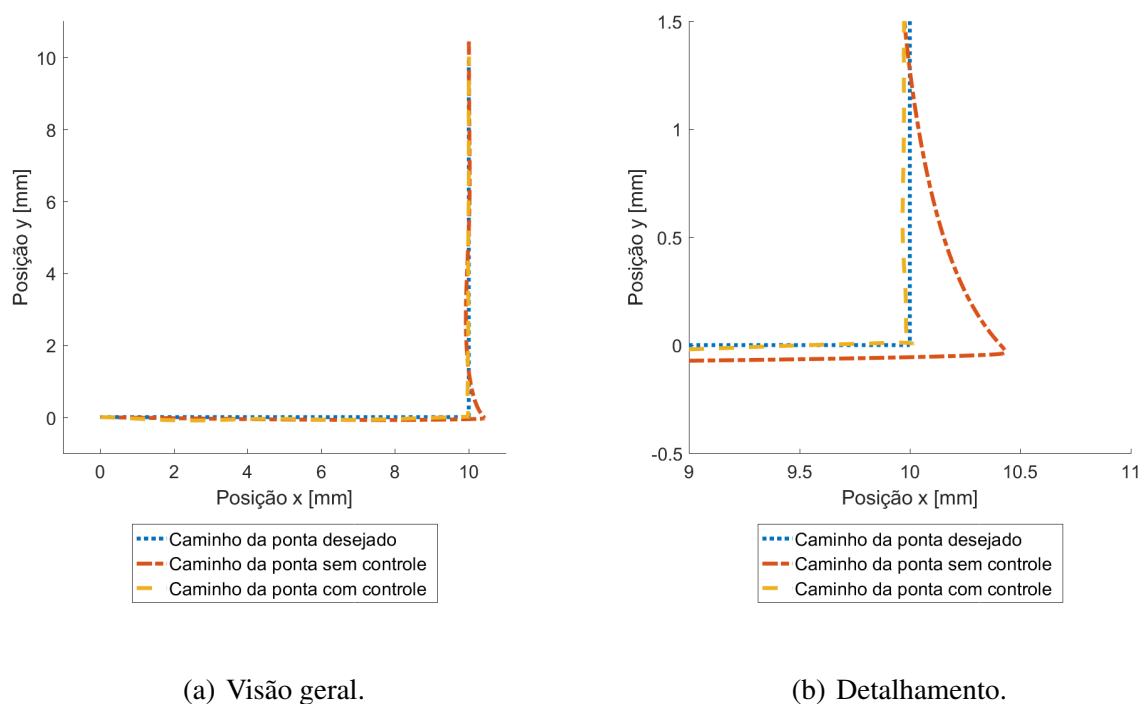 10
8
6
4
2
0
Posição y [mm]
0 2 4 6 8 10
Posição x [mm]
Caminho da ponta desejado
Caminho da ponta sem controle
Caminho da ponta com controle
(a) Visão geral.
1.5
1
0.5
0
-0.5
Posição y [mm]
9 9.5 10 10.5 11
Posição x [mm]
Caminho da ponta desejado
Caminho da ponta sem controle
Caminho da ponta com controle
(b) Detalhamento.